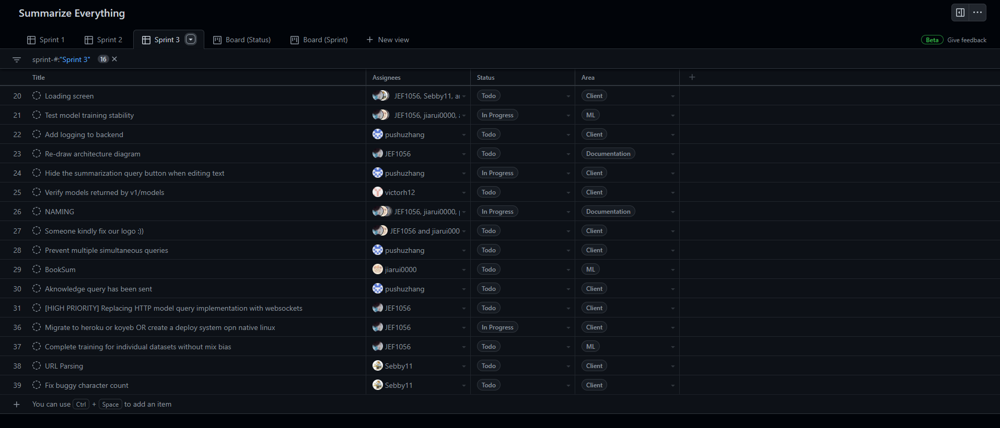 Summarize Everything
Sprint 1 Sprint 2 Sprint 3 Board (Status) Board (Sprint) New view Beta Give feedback
sprint-#:"Sprint 3" 16
Title Assignees Status Area
20 Loading screen JEF1056, Sebby11, Todo Client
21 Test model training stability JEF1056, jiarui0000, In Progress ML
22 Add logging to backend pushuzhang Todo Client
23 Re-draw architecture diagram JEF1056 Todo Documentation
24 Hide the summarization query button when editing text pushuzhang In Progress Client
25 Verify models returned by v1/models victorh12 Todo Client
26 NAMING JEF1056, jiarui0000, In Progress Documentation
27 Someone kindly fix our logo :)) JEF1056 and jiarui000 Todo Client
28 Prevent multiple simultaneous queries pushuzhang Todo Client
29 BookSum jiarui0000 Todo ML
30 Aknowledge query has been sent pushuzhang Todo Client
31 [HIGH PRIORITY] Replacing HTTP model query implementation with websockets JEF1056 Todo Client
36 Migrate to heroku or koyeb OR create a deploy system opn native linux JEF1056 In Progress Client
37 Complete training for individual datasets without mix bias JEF1056 Todo ML
38 URL Parsing Sebby11 Todo Client
39 Fix buggy character count Sebby11 Todo Client
+ You can use Ctrl + Space to add an item